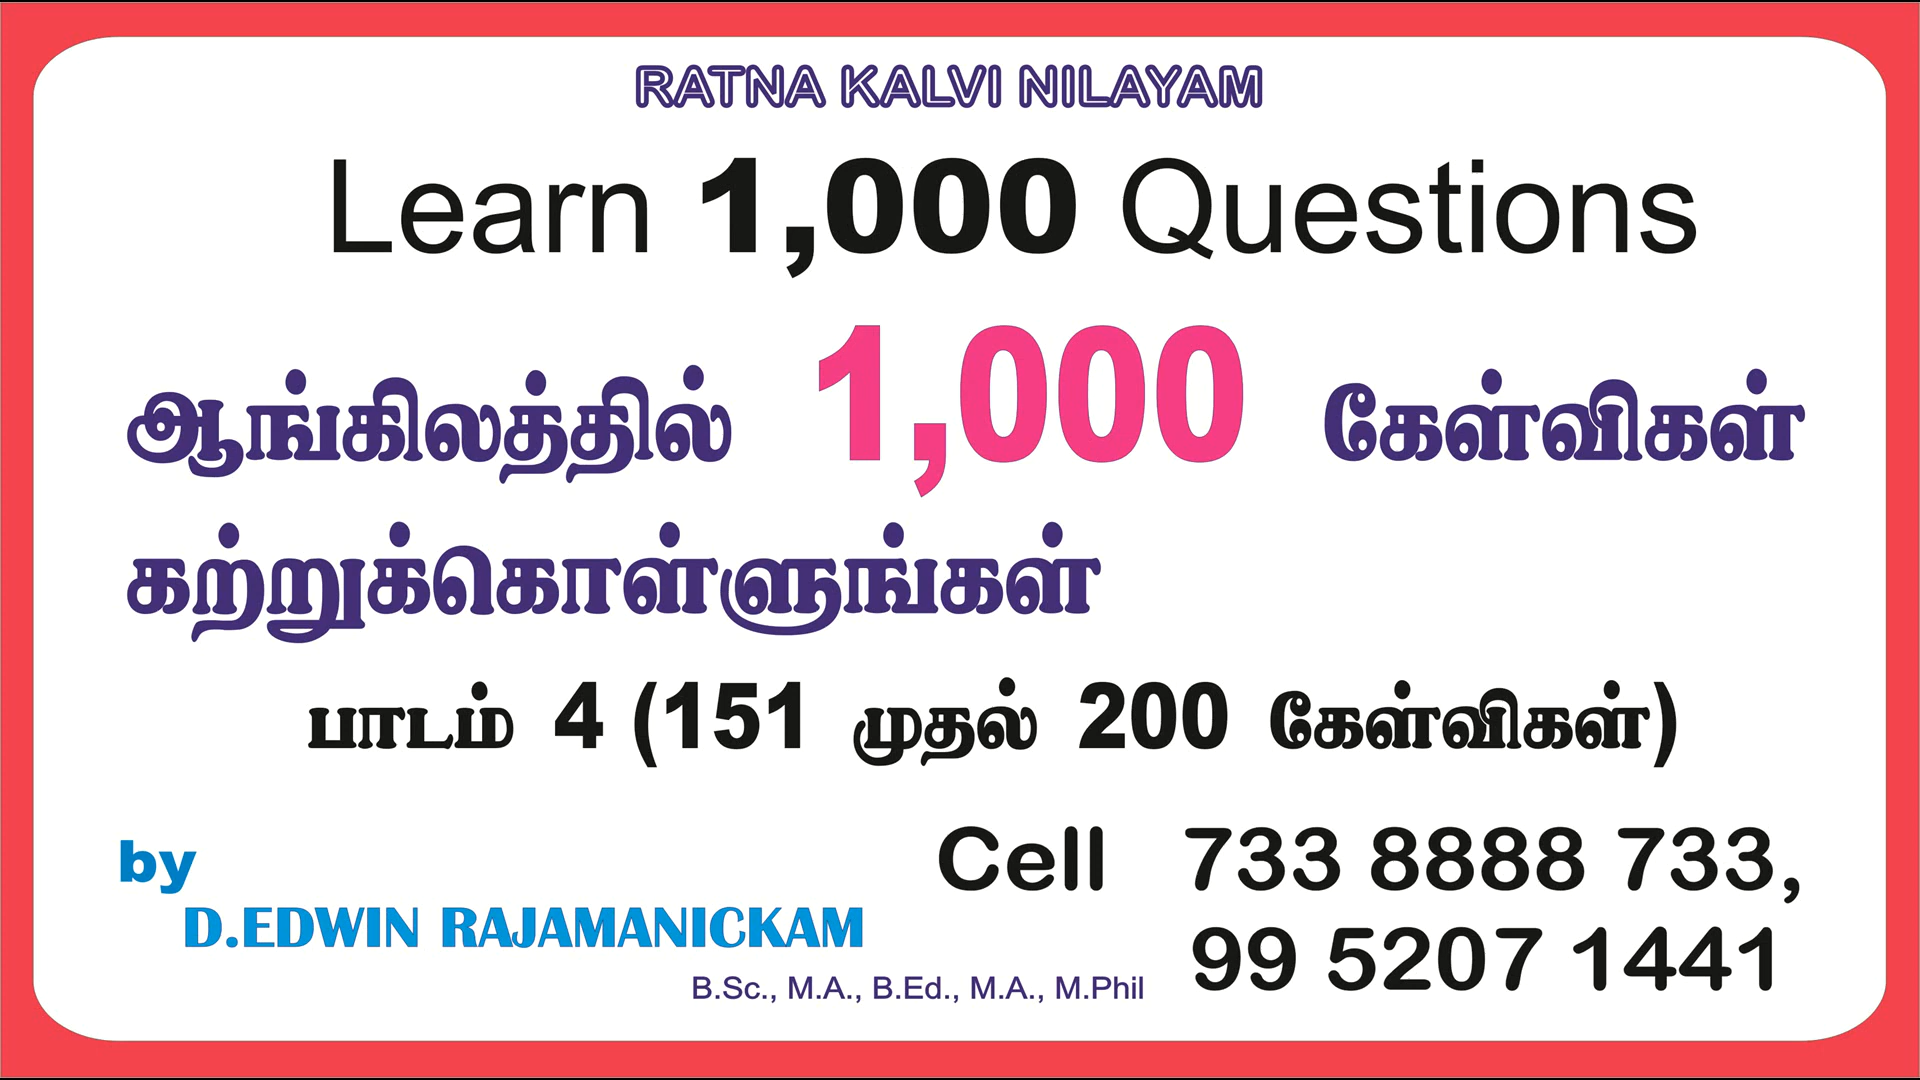 RATNA KALVI NILAYAM
Learn 1,000 Questions
ஆங்கிலத்தில் 1,000 கேள்விகள்
கற்றுக்கொள்ளுங்கள்
பாடம் 4 (151 முதல் 200 கேள்விகள்)
by
D.EDWIN RAJAMANICKAM
B.Sc., M.A., B.Ed., M.A., M.Phil
Cell 733 8888 733,
99 5207 1441